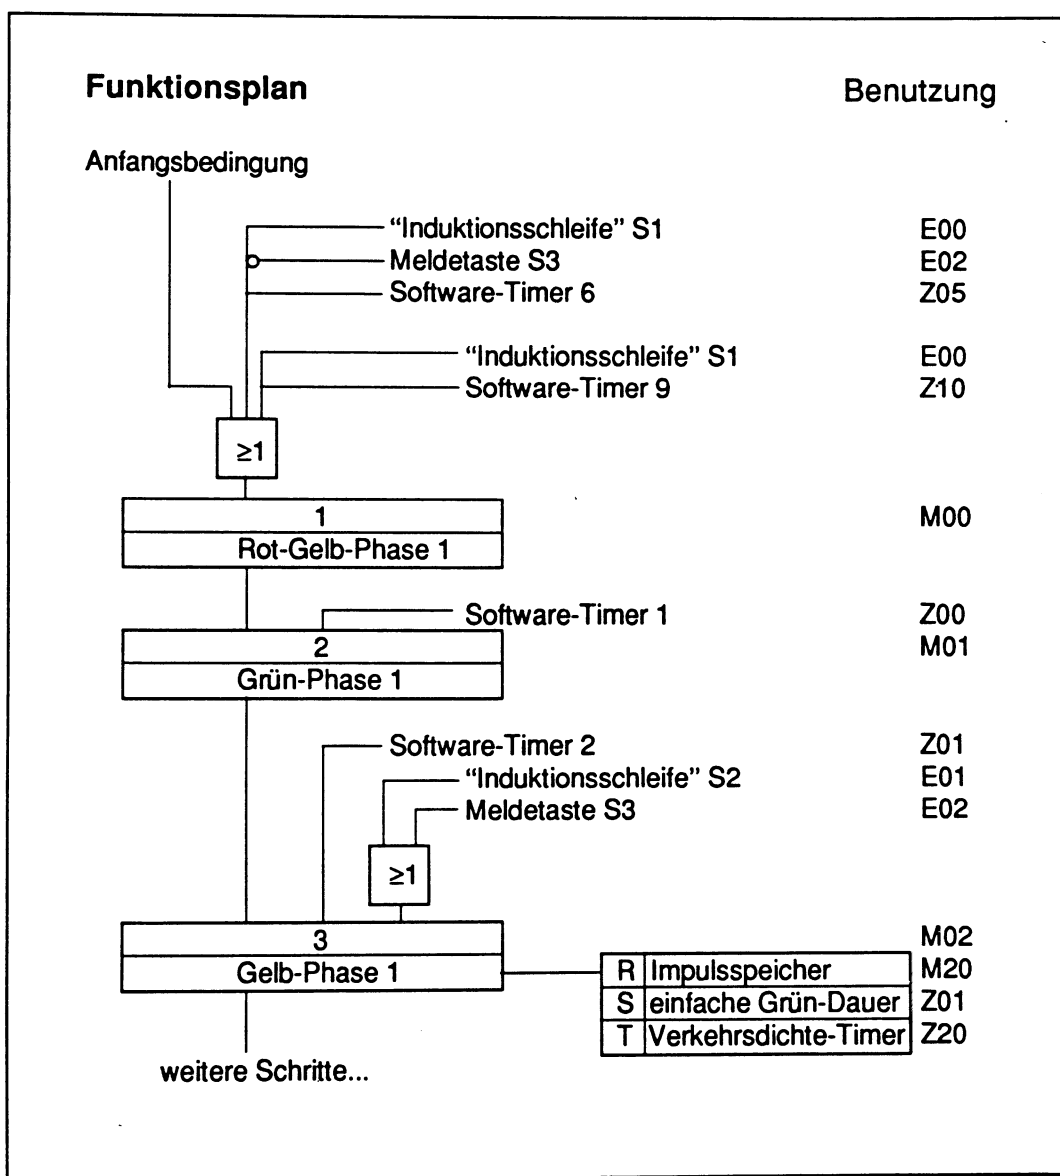 Funktionsplan Benutzung
Anfangsbedingung
“Induktionsschleife” S1 E00
Meldetaste S3 E02
Software-Timer 6 Z05
“Induktionsschleife” S1 E00
Software-Timer 9 Z10
≥1
1 M00
Rot-Gelb-Phase 1
Software-Timer 1 Z00
2 M01
Grün-Phase 1
Software-Timer 2 Z01
“Induktionsschleife” S2 E01
Meldetaste S3 E02
≥1
3 M02
Gelb-Phase 1 R Impulsspeicher M20
S einfache Grün-Dauer Z01
T Verkehrsdichte-Timer Z20
weitere Schritte...